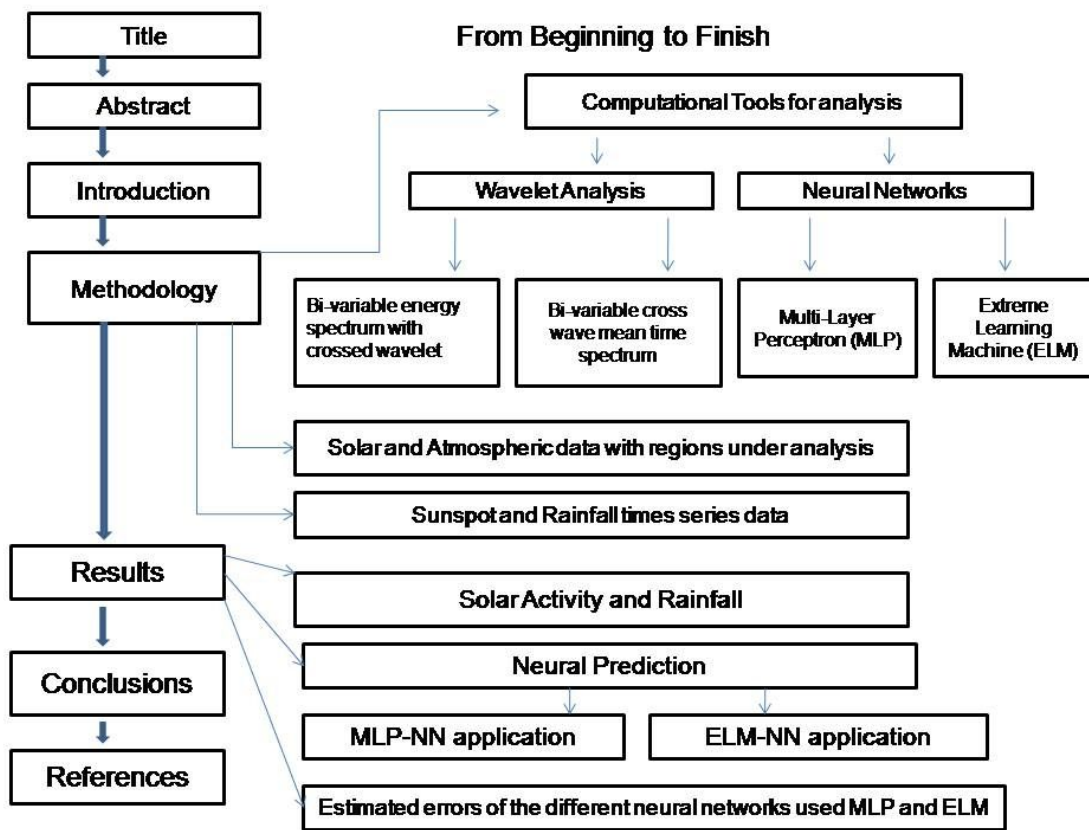 Title
From Beginning to Finish
Abstract
Computational Tools for analysis
Introduction
Wavelet Analysis
Neural Networks
Methodology
Bi-variable energy
spectrum with
crossed wavelet
Bi-variable cross
wave mean time
spectrum
Multi-Layer
Perceptron (MLP)
Extreme
Learning
Machine (ELM)
Solar and Atmospheric data with regions under analysis
Sunspot and Rainfall times series data
Results
Solar Activity and Rainfall
Neural Prediction
Conclusions
MLP-NN application
ELM-NN application
References
Estimated errors of the different neural networks used MLP and ELM